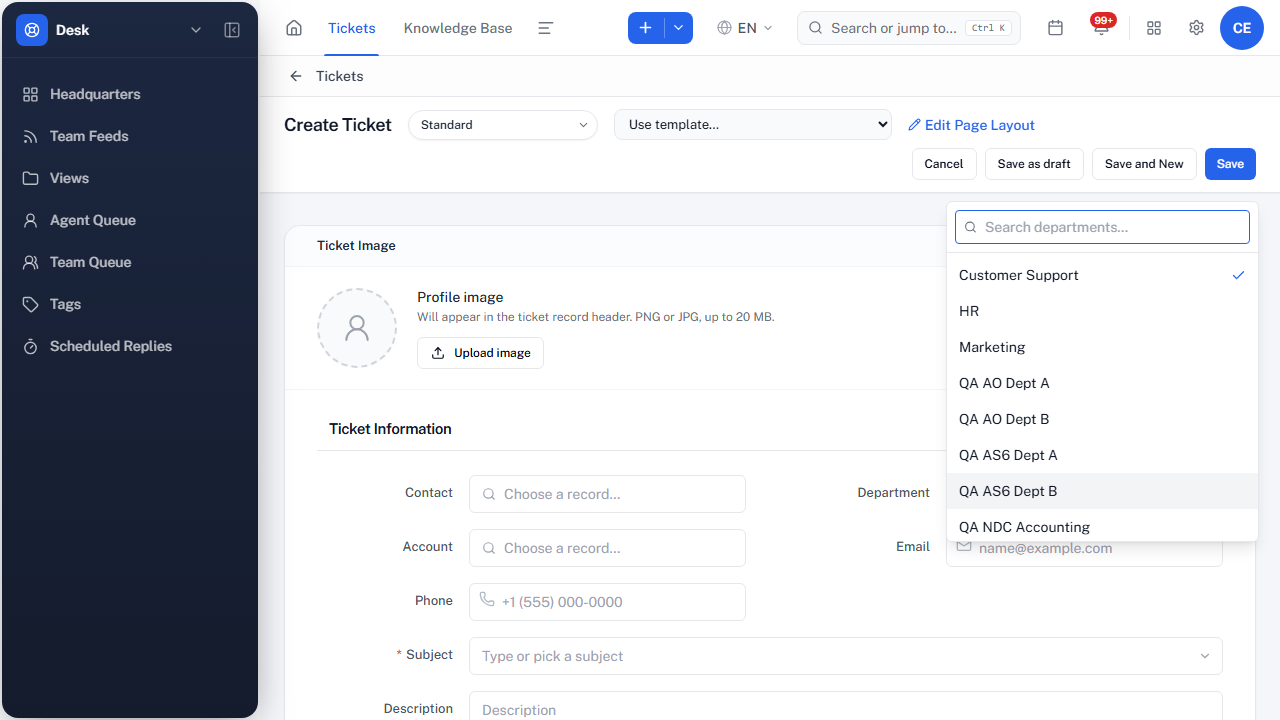 Desk
Headquarters
Team Feeds
Views
Agent Queue
Team Queue
Tags
Scheduled Replies
Tickets
Knowledge Base
EN
Search or jump to...
Ctrl K
99+
CE
Tickets
Create Ticket
Standard
Use template...
Edit Page Layout
Cancel
Save as draft
Save and New
Save
Ticket Image
Profile image
Will appear in the ticket record header. PNG or JPG, up to 20 MB.
Upload image
Search departments...
Customer Support
HR
Marketing
QA AO Dept A
QA AO Dept B
QA AS6 Dept A
QA AS6 Dept B
QA NDC Accounting
Ticket Information
Contact
Choose a record...
Department
Account
Choose a record...
Email
name@example.com
Phone
+1 (555) 000-0000
* Subject
Type or pick a subject
Description
Description